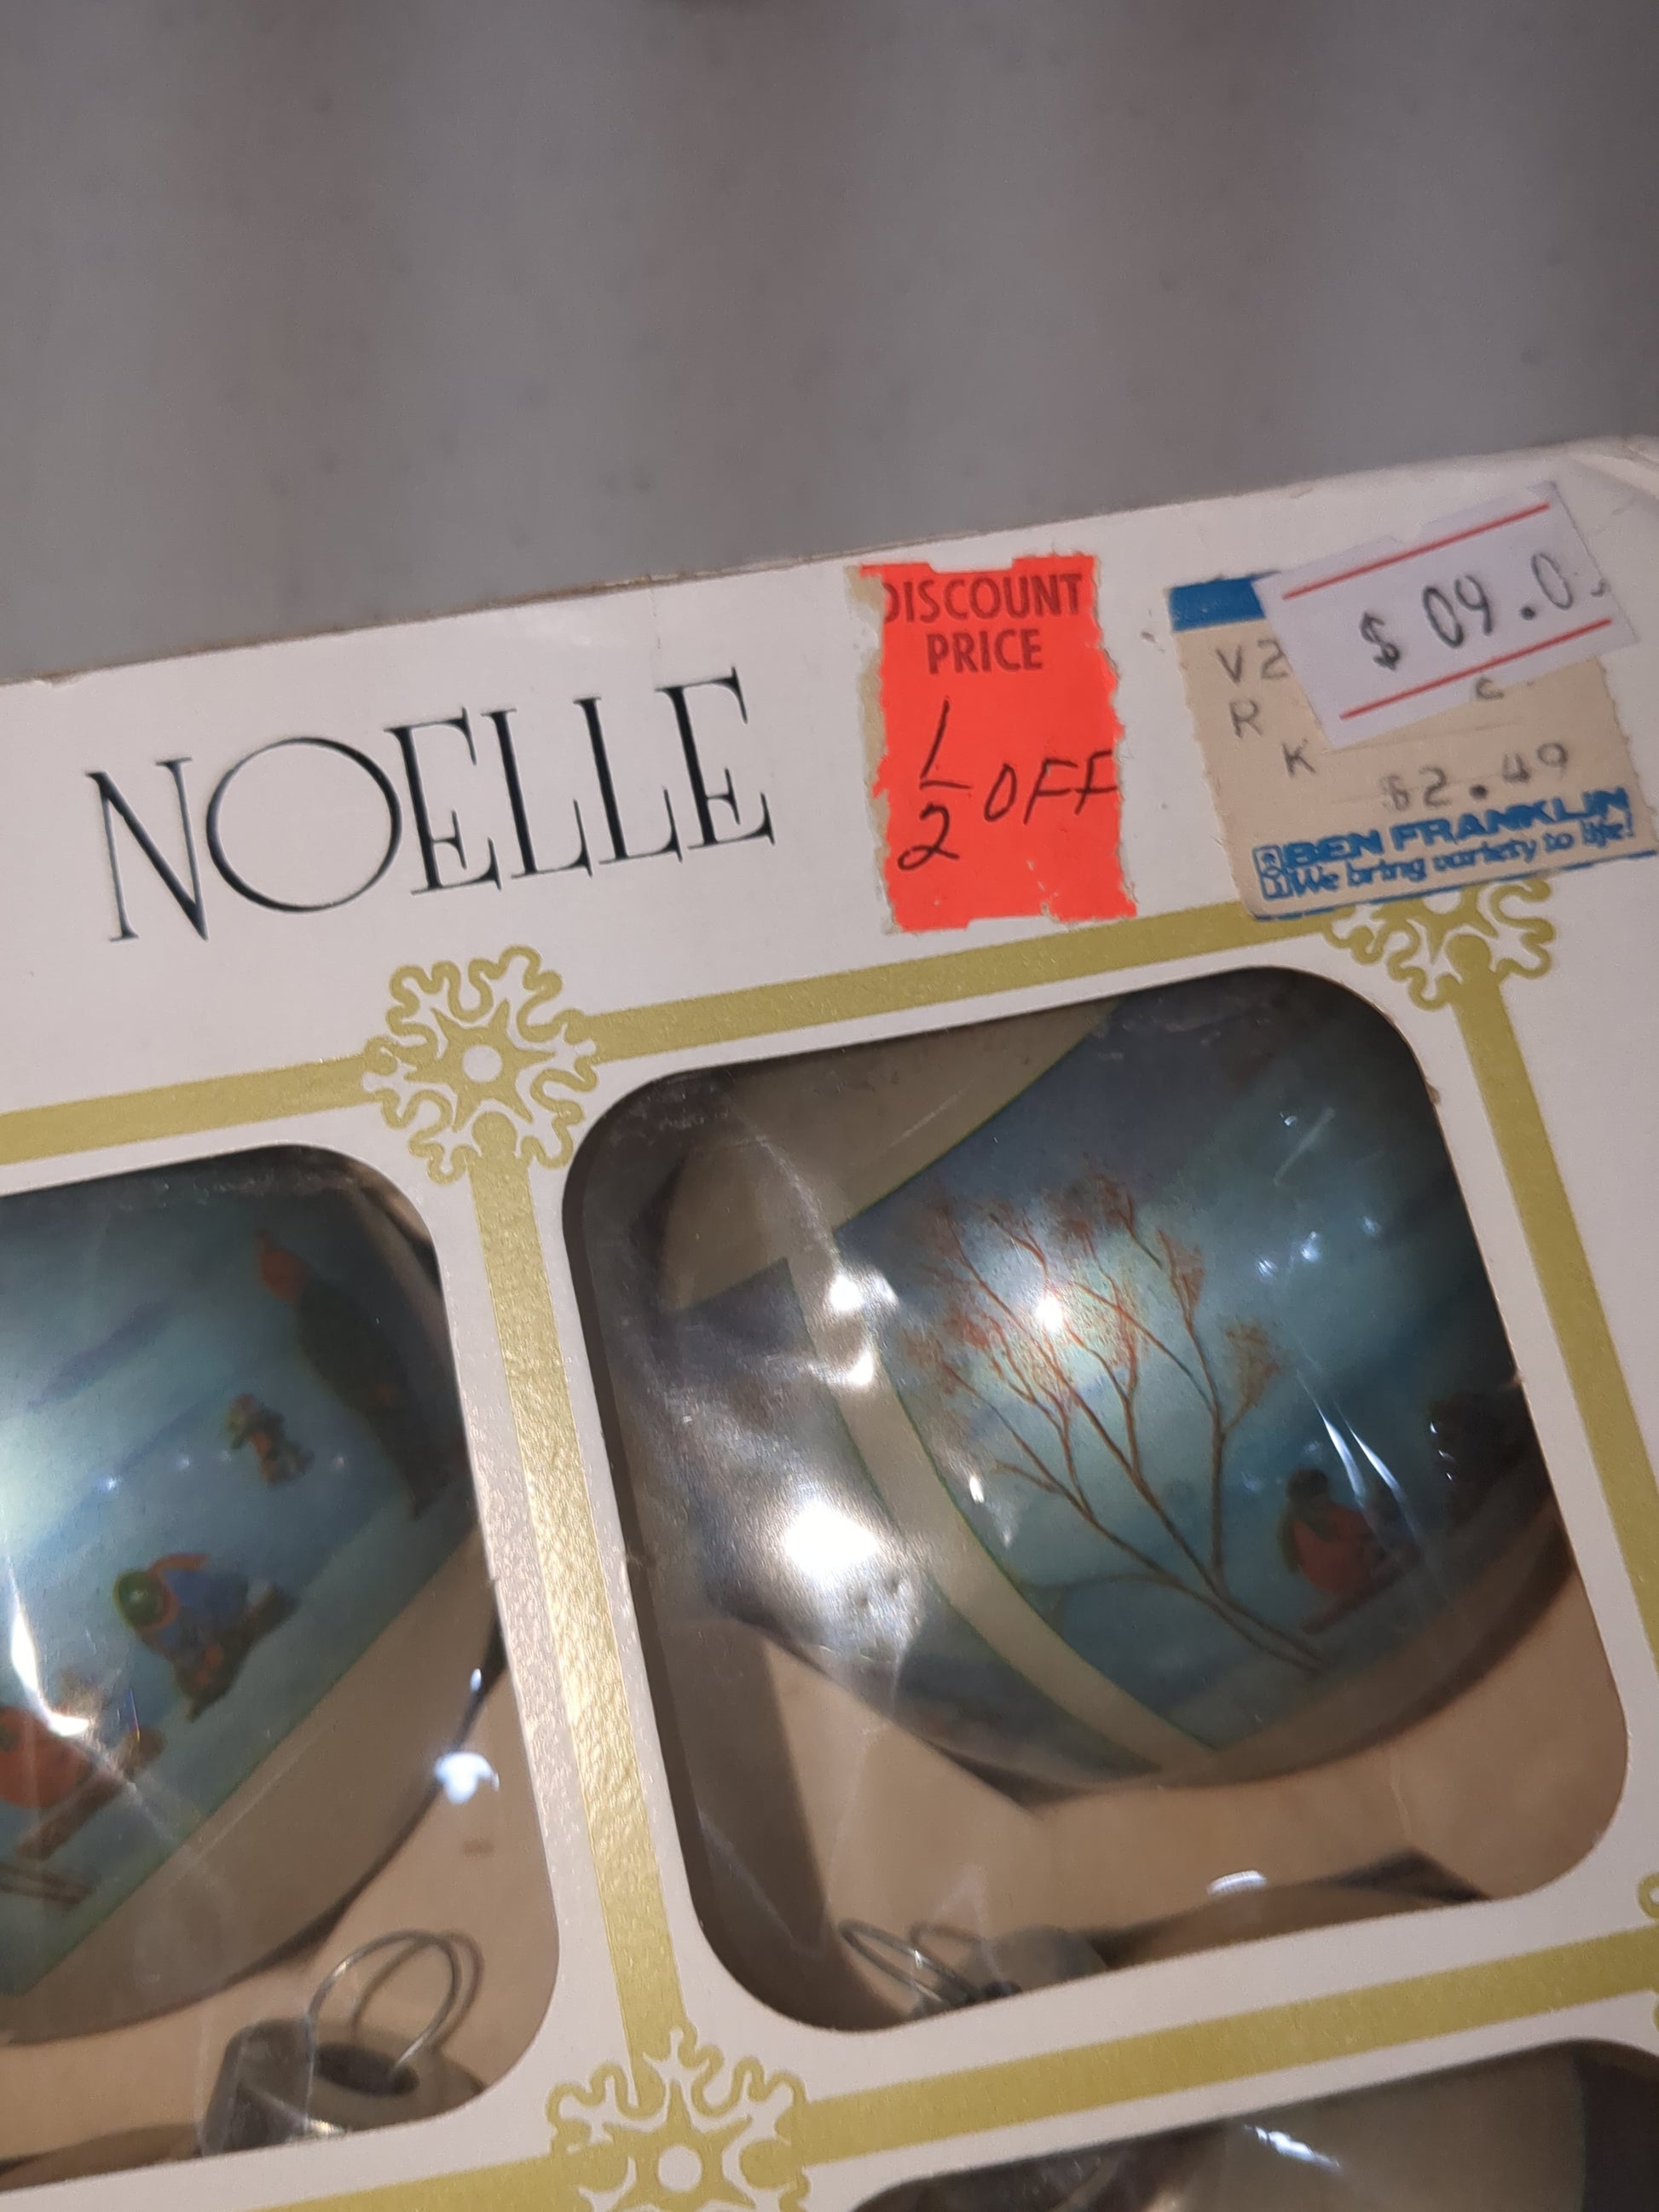 NOELLE
DISCOUNT
PRICE
1/2 OFF
$ 09.0
V2
R
K
$2.49
BEN FRANKLIN
We bring variety to life!